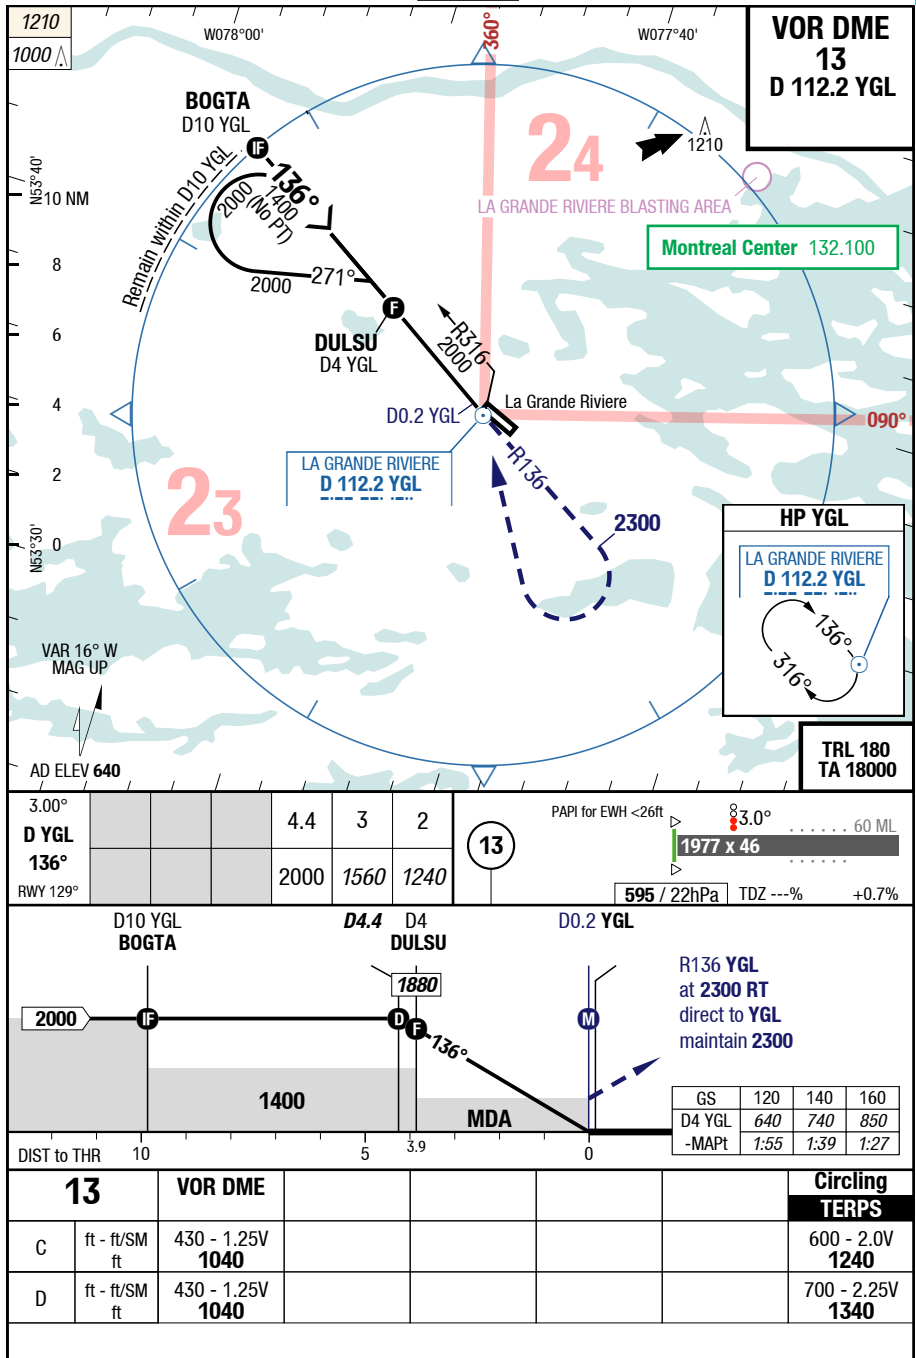 1210
1000
W078°00'
360°
W077°40'
VOR DME
13
D 112.2 YGL
BOGTA
D10 YGL
IF
24
1210
N53°40'
10 NM
Remain within D10 YGL
136°
1400
(No PT)
2000
LA GRANDE RIVIERE BLASTING AREA
Montreal Center 132.100
8
271°
2000
F
6
DULSU
D4 YGL
R316
2000
4
D0.2 YGL
La Grande Riviere
090°
LA GRANDE RIVIERE
D 112.2 YGL
R136
2
23
2300
N53°30'
0
HP YGL
LA GRANDE RIVIERE
D 112.2 YGL
136°
316°
VAR 16° W
MAG UP
AD ELEV 640
TRL 180
TA 18000
3.00°
D YGL
136°
RWY 129°
4.4 3 2
2000 1560 1240
13
PAPI for EWH <26ft
3.0°
60 ML
1977 x 46
595 / 22hPa TDZ ---% +0.7%
D10 YGL
BOGTA
D4.4 D4
DULSU
D0.2 YGL
1880
R136 YGL
at 2300 RT
direct to YGL
maintain 2300
2000
IF
D
F
M
136°
1400
MDA
GS 120 140 160
D4 YGL 640 740 850
-MAPt 1:55 1:39 1:27
DIST to THR 10 5 3.9 0
13 VOR DME Circling
TERPS
C ft - ft/SM 430 - 1.25V 600 - 2.0V
ft 1040 1240
D ft - ft/SM 430 - 1.25V 700 - 2.25V
ft 1040 1340